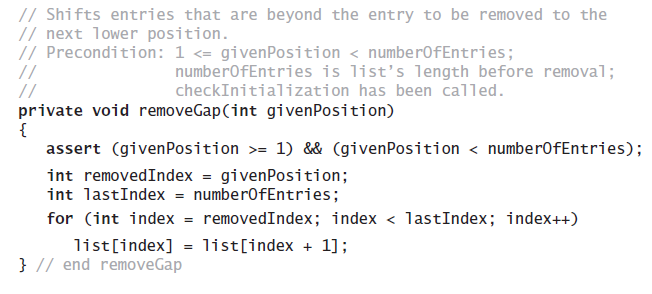 // Shifts entries that are beyond the entry to be removed to the
// next lower position.
// Precondition: 1 <= givenPosition < numberOfEntries;
//               numberOfEntries is list’s length before removal;
//               checkInitialization has been called.
private void removeGap(int givenPosition)
{
   assert (givenPosition >= 1) && (givenPosition < numberOfEntries);
   int removedIndex = givenPosition;
   int lastIndex = numberOfEntries;
   for (int index = removedIndex; index < lastIndex; index++)
      list[index] = list[index + 1];
} // end removeGap